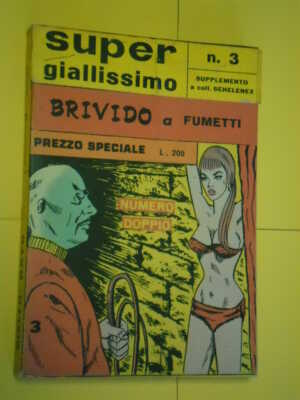 super
giallissimo
n. 3
SUPPLEMENTO
a coll. GEHELENEX
BRIVIDO a FUMETTI
PREZZO SPECIALE L. 200
NUMERO
DOPPIO
3